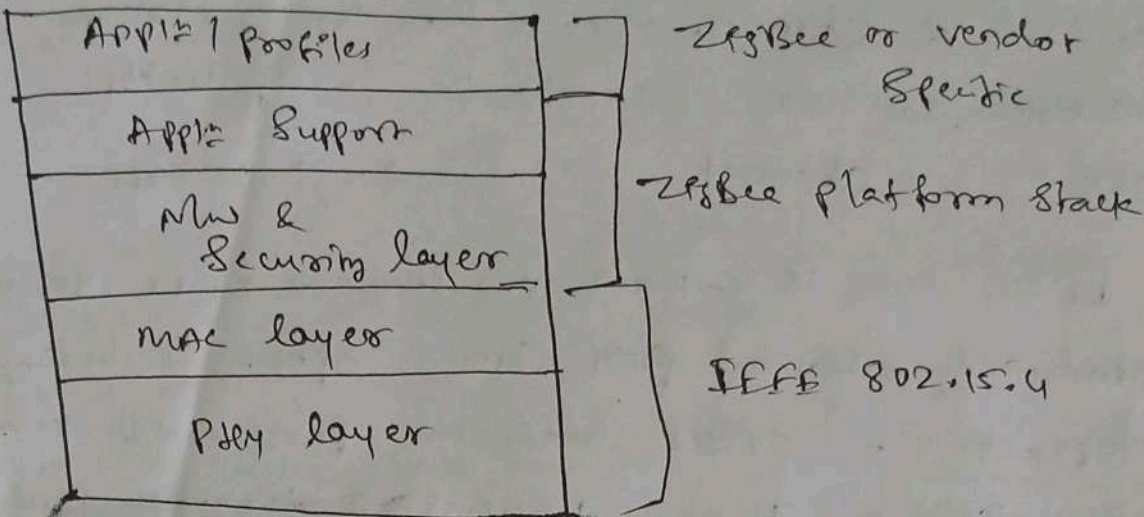 Appln / Profiles
ZigBee or vendor
Specific
Appln Support
ZigBee platform Stack
N/w &
Security layer
MAC layer
IEEE 802.15.4
PHY layer